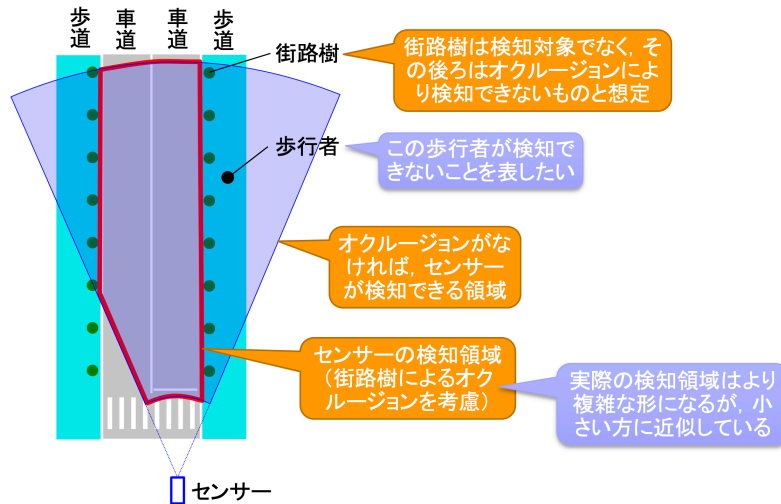 歩道
車道
車道
歩道
街路樹
街路樹は検知対象でなく，そ
の後ろはオクルージョンによ
り検知できないものと想定
歩行者
この歩行者が検知で
きないことを表したい
オクルージョンがな
ければ，センサー
が検知できる領域
センサーの検知領域
（街路樹によるオク
ルージョンを考慮）
実際の検知領域はより
複雑な形になるが，小
さい方に近似している
センサー